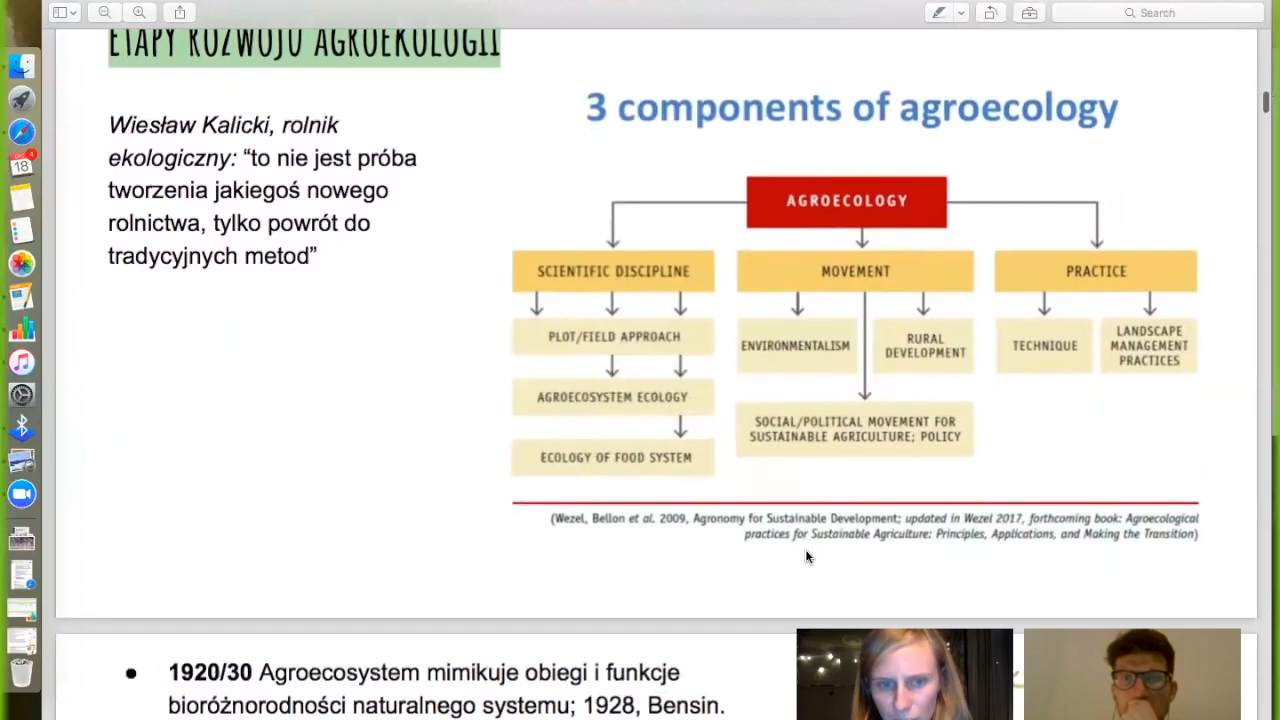 Search
ETAPY ROZWOJU AGROEKOLOGII
Wiesław Kalicki, rolnik
ekologiczny: “to nie jest próba
tworzenia jakiegoś nowego
rolnictwa, tylko powrót do
tradycyjnych metod”
3 components of agroecology
AGROECOLOGY
SCIENTIFIC DISCIPLINE
MOVEMENT
PRACTICE
PLOT/FIELD APPROACH
ENVIRONMENTALISM
RURAL
DEVELOPMENT
TECHNIQUE
LANDSCAPE
MANAGEMENT
PRACTICES
AGROECOSYSTEM ECOLOGY
SOCIAL/POLITICAL MOVEMENT FOR
SUSTAINABLE AGRICULTURE; POLICY
ECOLOGY OF FOOD SYSTEM
(Wezel, Bellon et al. 2009, Agronomy for Sustainable Development; updated in Wezel 2017, forthcoming book: Agroecological
practices for Sustainable Agriculture: Principles, Applications, and Making the Transition)
18
4
• 1920/30 Agroecosystem mimikuje obiegi i funkcje
bioróżnorodności naturalnego systemu; 1928, Bensin.